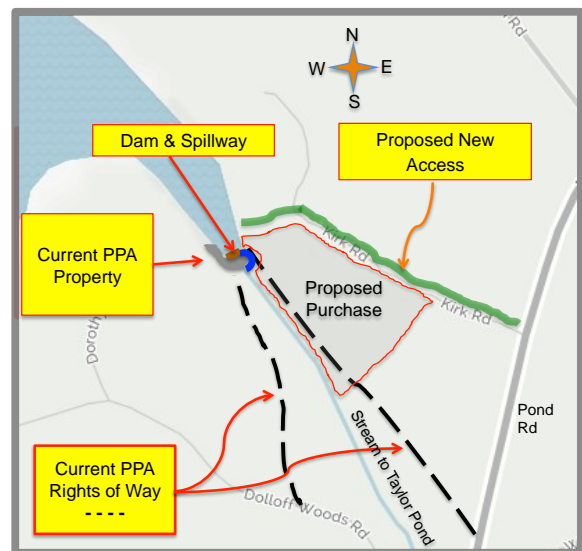 N
W
E
S
Dam & Spillway
Proposed New
Access
Kirk Rd
Current PPA
Property
Proposed
Purchase
Kirk Rd
Doroth
Pond
Rd
Stream to Taylor Pond
Current PPA
Rights of Way
- - - -
Dolloff Woods Rd